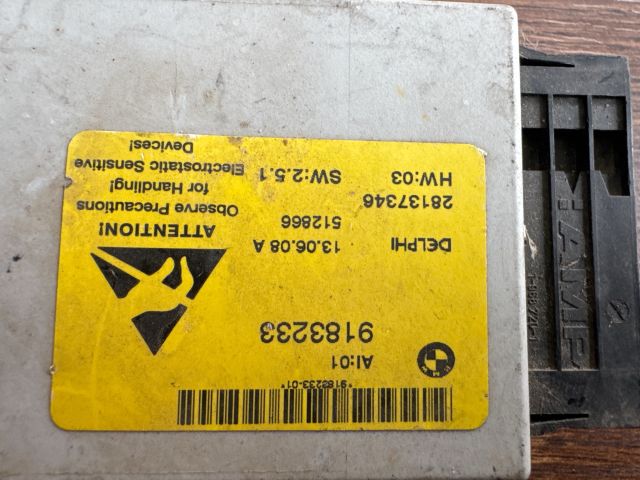 *9183233-01*
AI:01
BMW
9183233
DELPHI 13.06.08 A
512866
28137346
HW:03 SW:2.5.1
ATTENTION!
Observe Precautions
for Handling!
Electrostatic Sensitive
Devices!
AMP